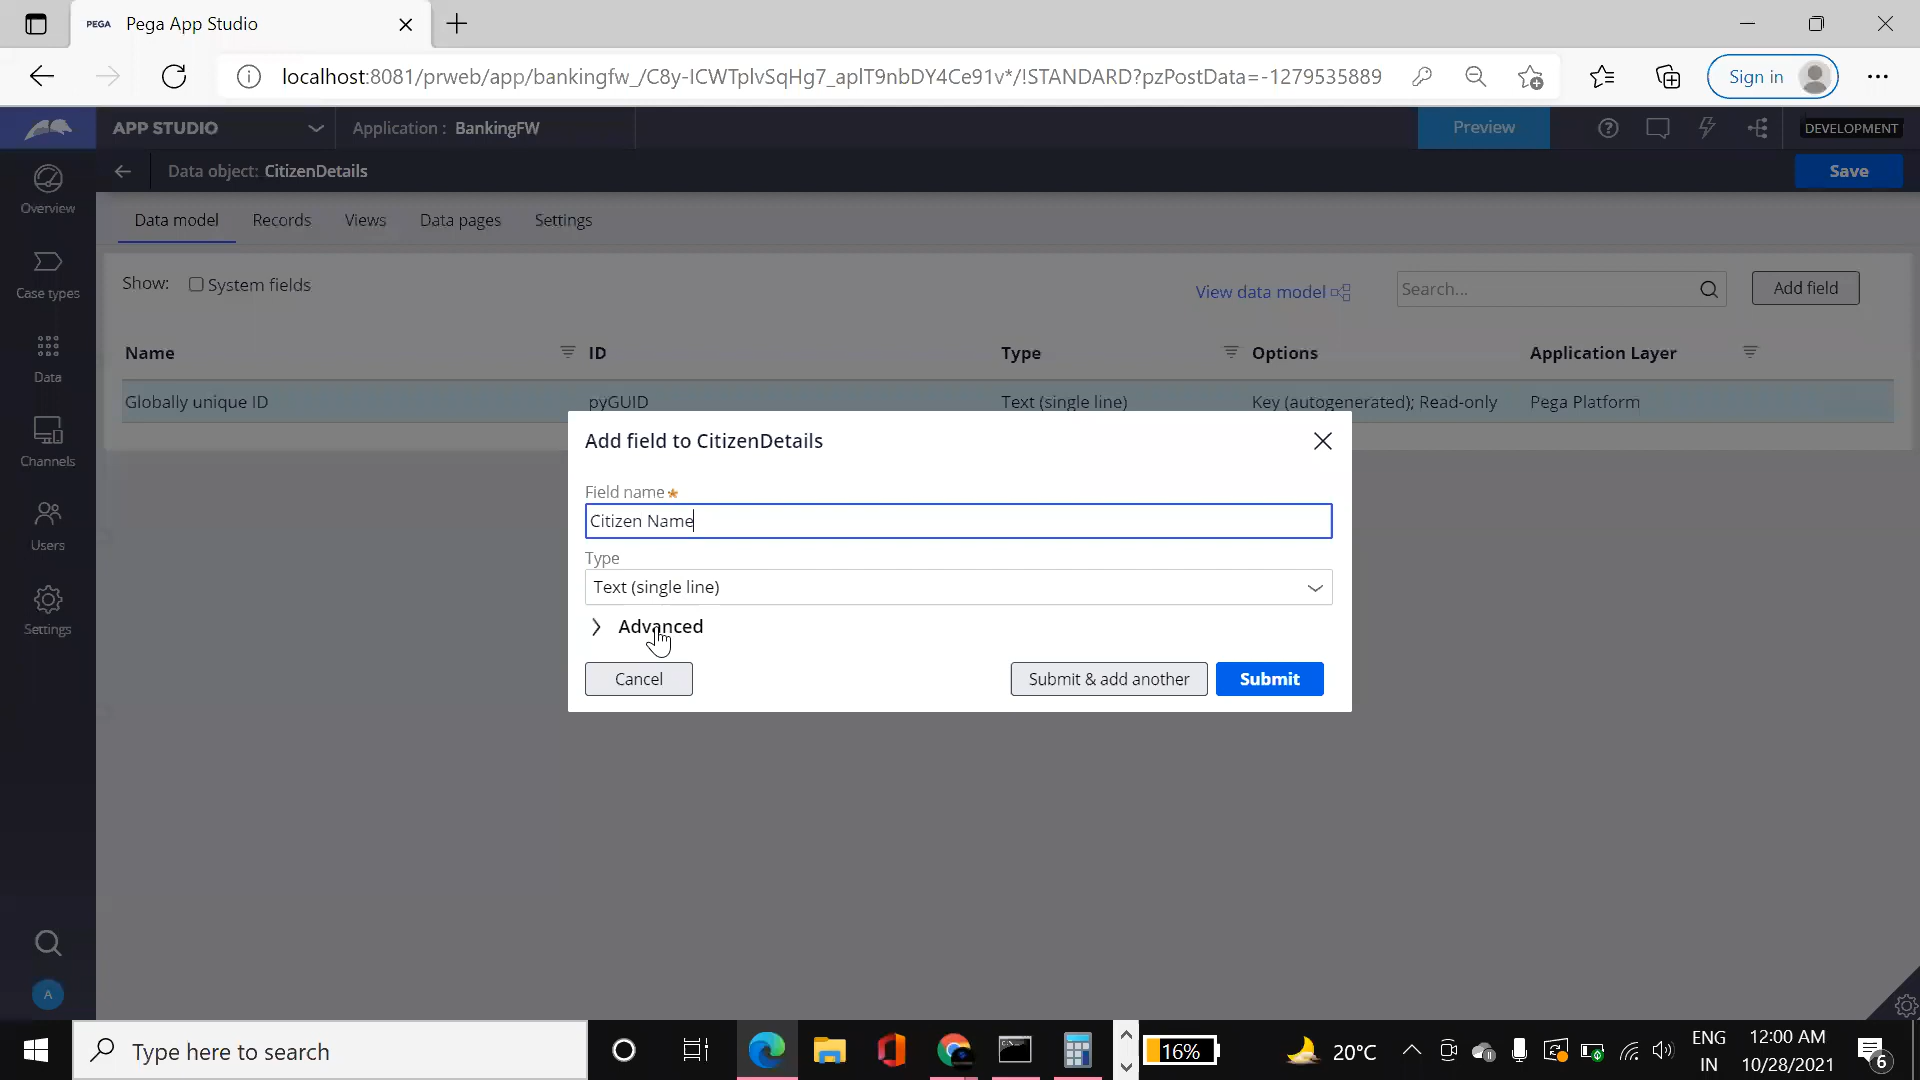 PEGA Pega App Studio
localhost:8081/prweb/app/bankingfw_/C8y-ICWTplvSqHg7_aplT9nbDY4Ce91v*/!STANDARD?pzPostData=-1279535889
Sign in
APP STUDIO
Application : BankingFW
Preview
DEVELOPMENT
Data object: CitizenDetails
Save
Overview
Case types
Data
Channels
Users
Settings
A
Data model Records Views Data pages Settings
Show: System fields
View data model
Search...
Add field
Name ID Type Options Application Layer
Globally unique ID pyGUID Text (single line) Key (autogenerated); Read-only Pega Platform
Add field to CitizenDetails
Field name★
Citizen Name
Type
Text (single line)
Advanced
Cancel
Submit & add another
Submit
Type here to search
16%
20°C
ENG
IN
12:00 AM
10/28/2021
6